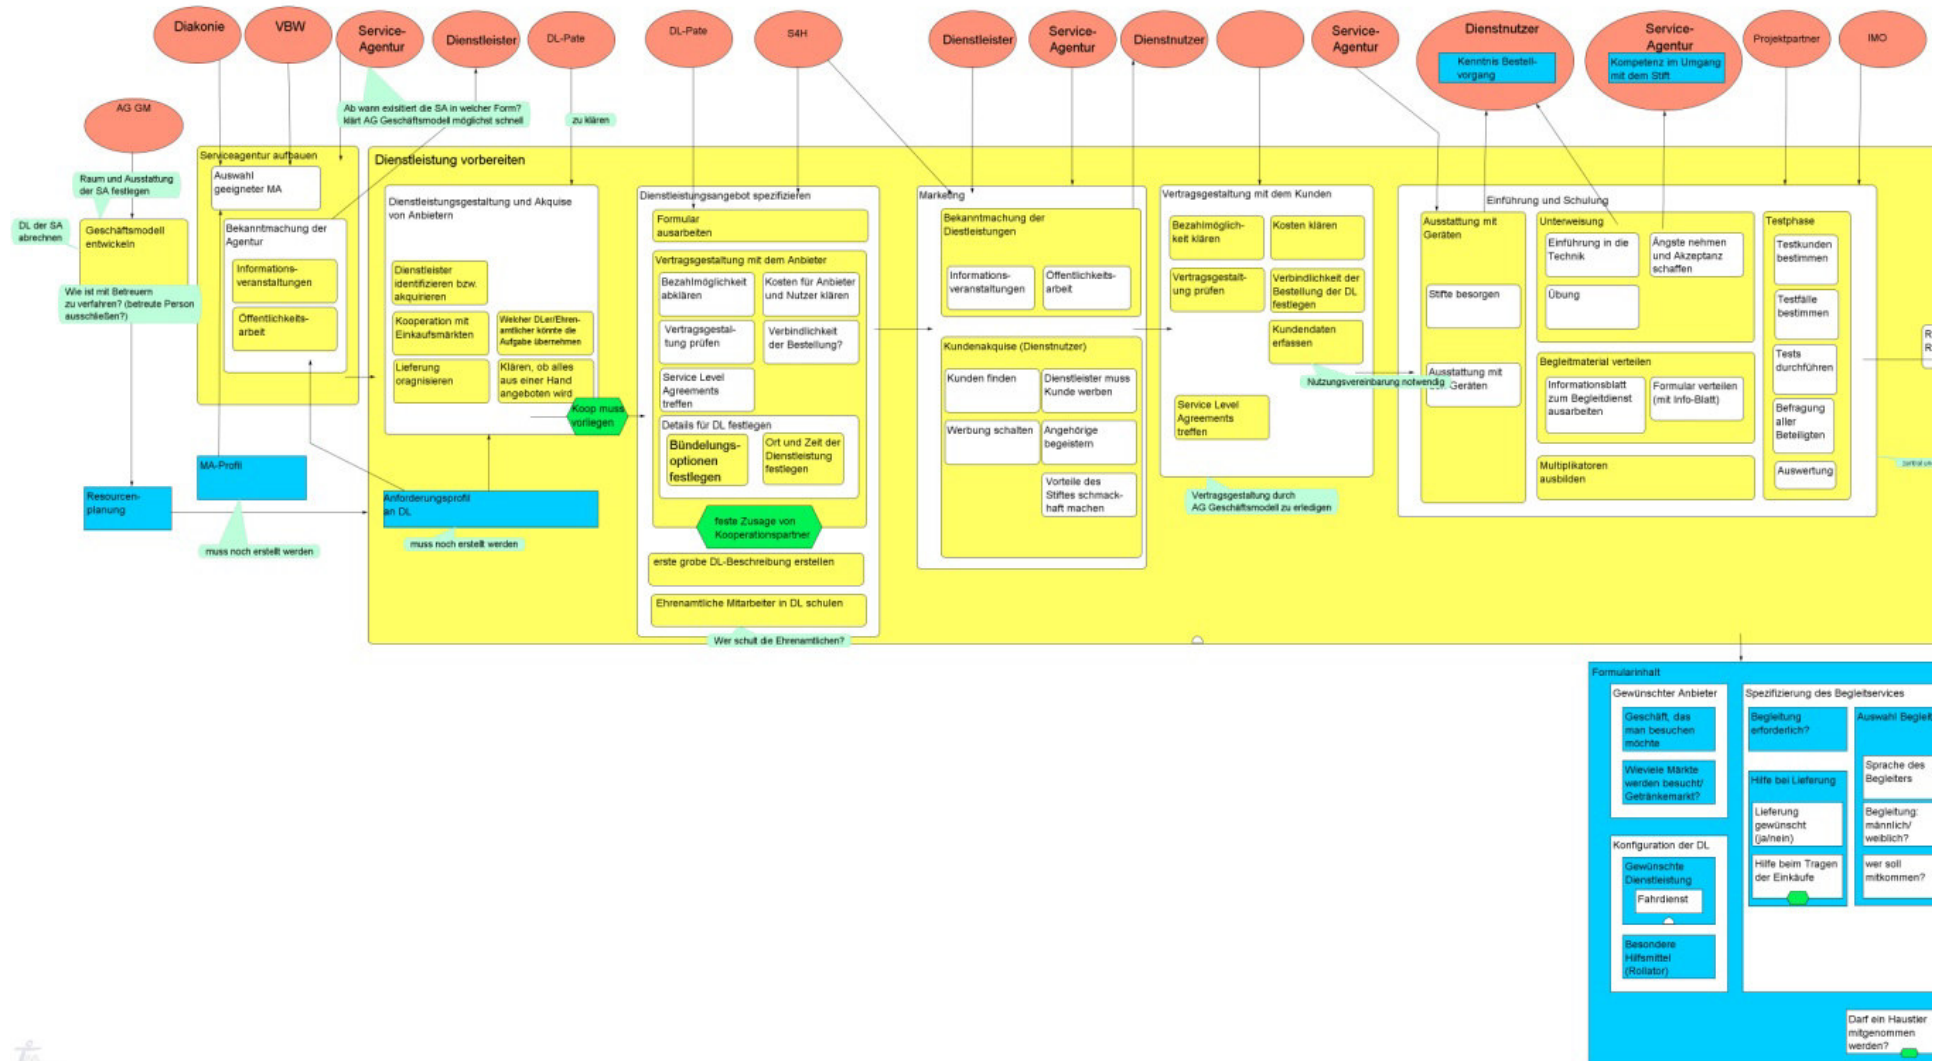 Diakonie
VBW
Service-
Agentur
Dienstleister
DL-Pate
DL-Pate
S4H
Dienstleister
Service-
Agentur
Dienstnutzer
Service-
Agentur
Dienstnutzer
Kenntnis Bestell-
vorgang
Service-
Agentur
Kompetenz im Umgang
mit dem Stift
Projektpartner
IMO
AG GM
Ab wann exisitiert die SA in welcher Form?
klärt AG Geschäftsmodell möglichst schnell
zu klären
Raum und Ausstattung
der SA festlegen
DL der SA
abrechnen
Geschäftsmodell
entwickeln
Wie ist mit Betreuern
zu verfahren? (betreute Person
ausschließen?)
Resourcen-
planung
Serviceagentur aufbauen
Auswahl
geeigneter MA
Bekanntmachung der
Agentur
Informations-
veranstaltungen
Öffentlichkeits-
arbeit
MA-Profil
muss noch erstellt werden
Dienstleistung vorbereiten
Dienstleistungsgestaltung und Akquise
von Anbietern
Dienstleister
identifizieren bzw.
akquirieren
Kooperation mit
Einkaufsmärkten
Welcher DLer/Ehren-
amtlicher könnte die
Aufgabe übernehmen
Lieferung
oragnisieren
Klären, ob alles
aus einer Hand
angeboten wird
Koop muss
vorliegen
Anforderungsprofil
an DL
muss noch erstellt werden
Dienstleistungsangebot spezifizieren
Formular
ausarbeiten
Vertragsgestaltung mit dem Anbieter
Bezahlmöglichkeit
abklären
Kosten für Anbieter
und Nutzer klären
Vertragsgestal-
tung prüfen
Verbindlichkeit
der Bestellung?
Service Level
Agreements
treffen
Details für DL festlegen
Bündelungs-
optionen
festlegen
Ort und Zeit der
Dienstleistung
festlegen
feste Zusage von
Kooperationspartner
erste grobe DL-Beschreibung erstellen
Ehrenamtliche Mitarbeiter in DL schulen
Wer schult die Ehrenamtlichen?
Marketing
Bekanntmachung der
Diestleistungen
Informations-
veranstaltungen
Öffentlichkeits-
arbeit
Kundenakquise (Dienstnutzer)
Kunden finden
Dienstleister muss
Kunde werben
Werbung schalten
Angehörige
begeistern
Vorteile des
Stiftes schmack-
haft machen
Vertragsgestaltung mit dem Kunden
Bezahlmöglich-
keit klären
Kosten klären
Vertragsgestalt-
ung prüfen
Verbindlichkeit der
Bestellung der DL
festlegen
Kundendaten
erfassen
Nutzungsvereinbarung notwendig
Service Level
Agreements
treffen
Vertragsgestaltung durch
AG Geschäftsmodell zu erledigen
Einführung und Schulung
Ausstattung mit
Geräten
Stifte besorgen
Ausstattung mit
Geräten
Unterweisung
Einführung in die
Technik
Ängste nehmen
und Akzeptanz
schaffen
Übung
Begleitmaterial verteilen
Informationsblatt
zum Begleitdienst
ausarbeiten
Formular verteilen
(mit Info-Blatt)
Multiplikatoren
ausbilden
Testphase
Testkunden
bestimmen
Testfälle
bestimmen
Tests
durchführen
Befragung
aller
Beteiligten
Auswertung
R
R
Formularinhalt
Gewünschter Anbieter
Geschäft, das
man besuchen
möchte
Wieviele Märkte
werden besucht/
Getränkemarkt?
Konfiguration der DL
Gewünschte
Dienstleistung
Fahrdienst
Besondere
Hilfsmittel
(Rollator)
Spezifizierung des Begleitservices
Begleitung
erforderlich?
Hilfe bei Lieferung
Lieferung
gewünscht
(ja/nein)
Hilfe beim Tragen
der Einkäufe
Auswahl Beglei
Sprache des
Begleiters
Begleitung:
männlich/
weiblich?
wer soll
mitkommen?
Darf ein Haustier
mitgenommen
werden?